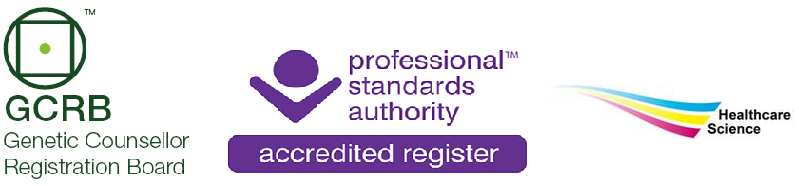 ™
GCRB
Genetic Counsellor
Registration Board
professional™
standards
authority
accredited register
Healthcare
Science